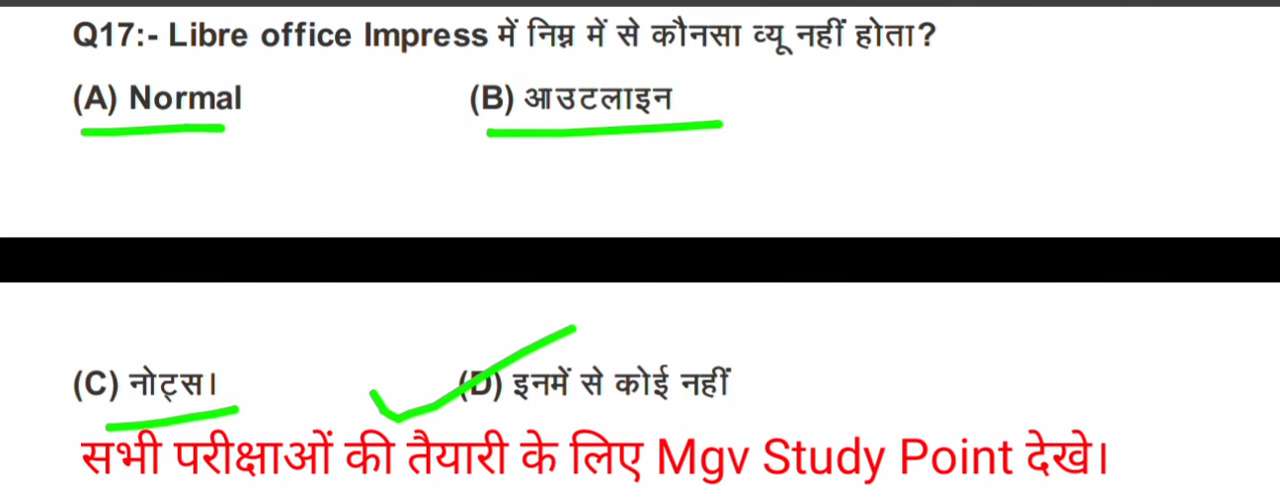 Q17:- Libre office Impress में निम्न में से कौनसा व्यू नहीं होता?
(A) Normal (B) आउटलाइन
(C) नोट्स। (D) इनमें से कोई नहीं
सभी परीक्षाओं की तैयारी के लिए Mgv Study Point देखे।